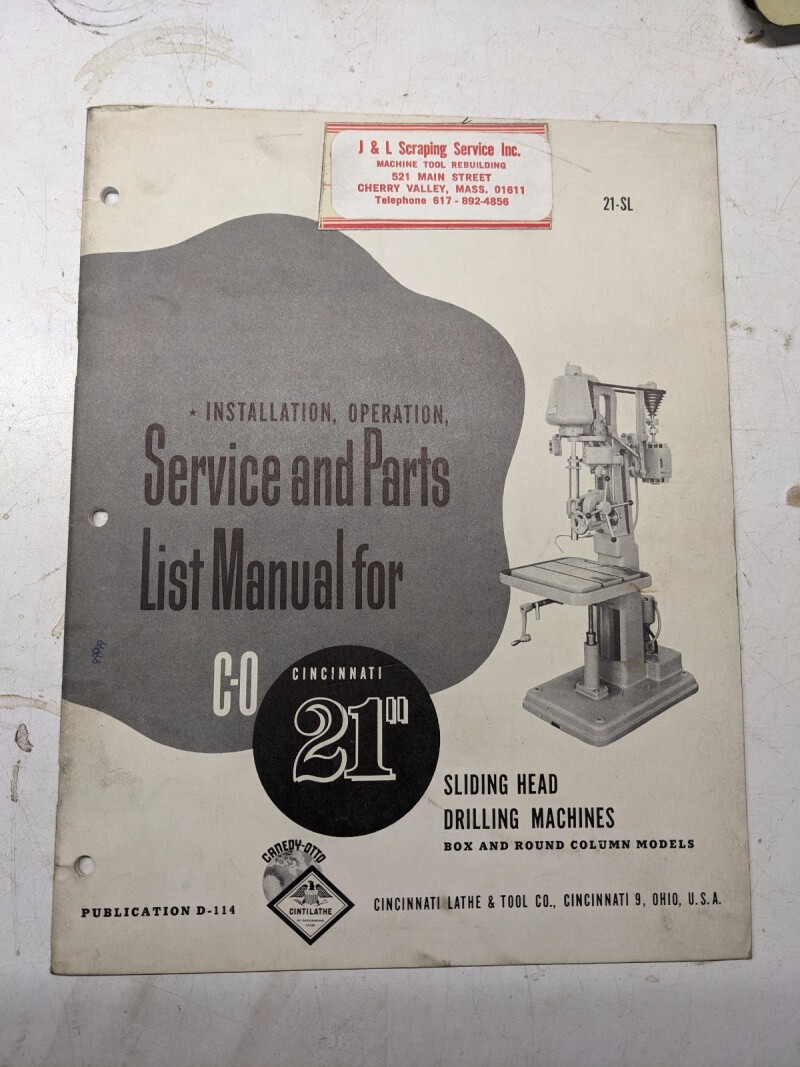 J & L Scraping Service Inc.
MACHINE TOOL REBUILDING
521 MAIN STREET
CHERRY VALLEY, MASS. 01611
Telephone 617 - 892-4856
21-SL
★ INSTALLATION, OPERATION,
Service and Parts
List Manual for
C-O
CINCINNATI
21"
SLIDING HEAD
DRILLING MACHINES
BOX AND ROUND COLUMN MODELS
CANEDY-OTTO
CINTILATHE
PUBLICATION D-114
CINCINNATI LATHE & TOOL CO., CINCINNATI 9, OHIO, U.S.A.